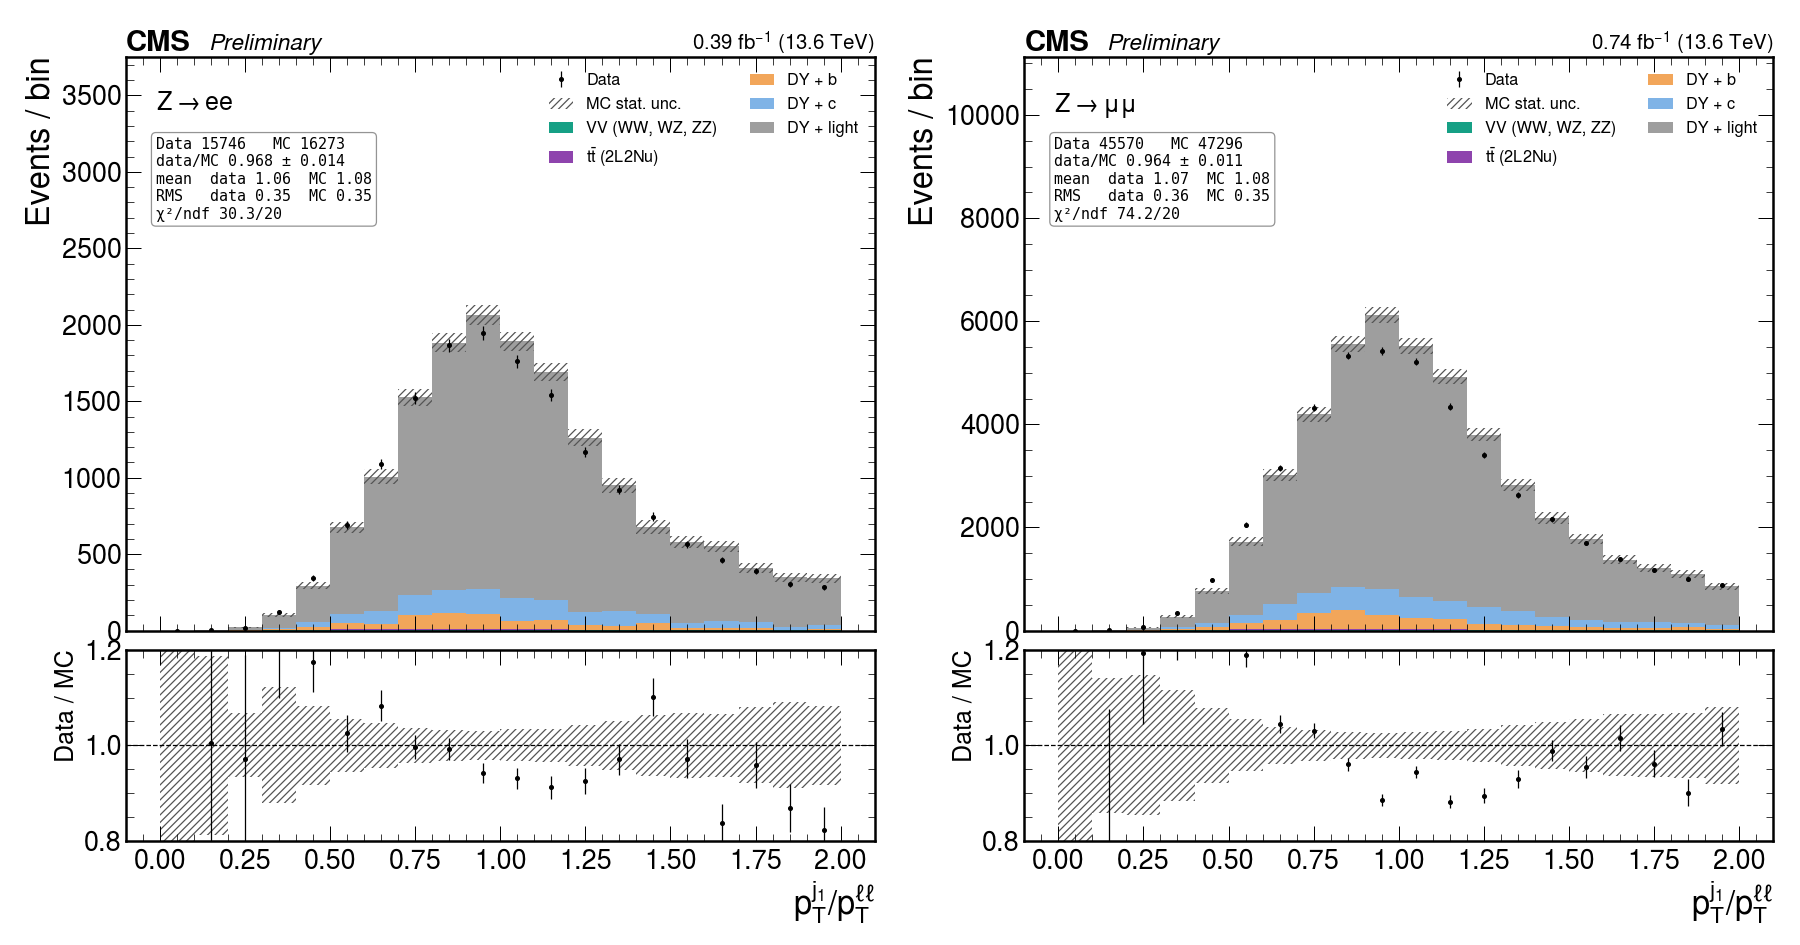 CMS Preliminary 0.39 fb⁻¹ (13.6 TeV)
Z → ee
Data 15746 MC 16273
data/MC 0.968 ± 0.014
mean data 1.06 MC 1.08
RMS data 0.35 MC 0.35
χ²/ndf 30.3/20
Data
MC stat. unc.
VV (WW, WZ, ZZ)
tt̄ (2L2Nu)
DY + b
DY + c
DY + light
Events / bin
3500
3000
2500
2000
1500
1000
500
0
Data / MC
1.2
1.0
0.8
0.00 0.25 0.50 0.75 1.00 1.25 1.50 1.75 2.00
p_T^{j₁}/p_T^{ℓℓ}
CMS Preliminary 0.74 fb⁻¹ (13.6 TeV)
Z → μμ
Data 45570 MC 47296
data/MC 0.964 ± 0.011
mean data 1.07 MC 1.08
RMS data 0.36 MC 0.35
χ²/ndf 74.2/20
Data
MC stat. unc.
VV (WW, WZ, ZZ)
tt̄ (2L2Nu)
DY + b
DY + c
DY + light
Events / bin
10000
8000
6000
4000
2000
0
Data / MC
1.2
1.0
0.8
0.00 0.25 0.50 0.75 1.00 1.25 1.50 1.75 2.00
p_T^{j₁}/p_T^{ℓℓ}